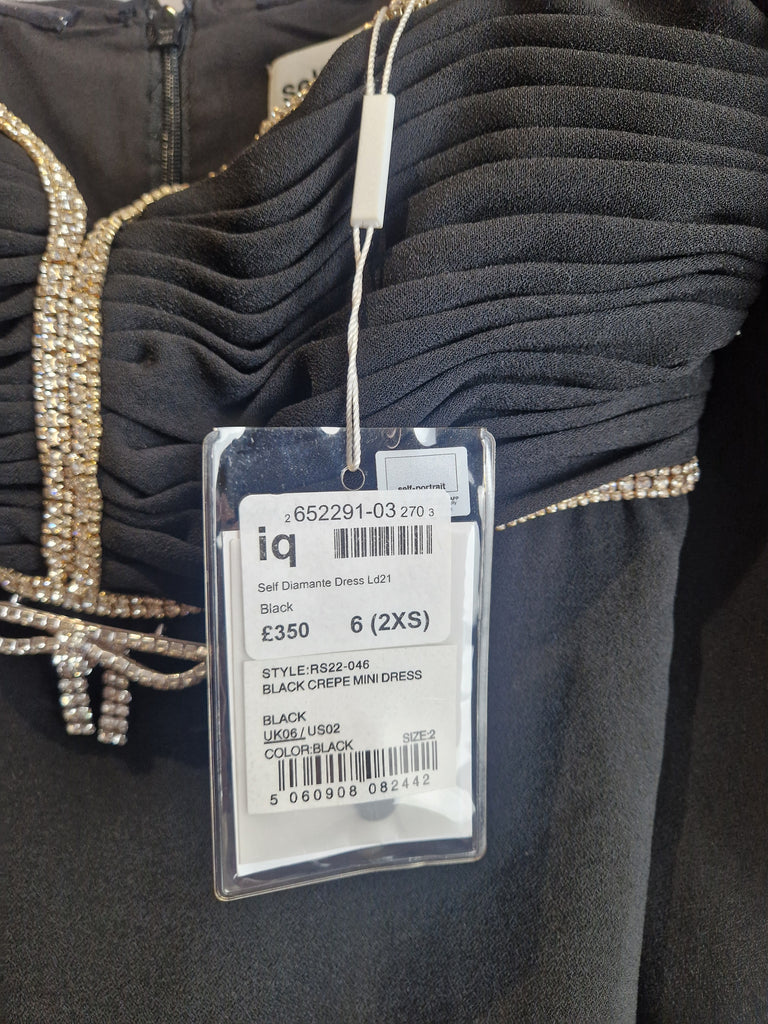 self-portrait
2 652291-03 270 3
iq
Self Diamante Dress Ld21
Black
£350 6 (2XS)
STYLE:RS22-046
BLACK CREPE MINI DRESS
BLACK
UK06 / US02
COLOR:BLACK SIZE:2
5 060908 082442